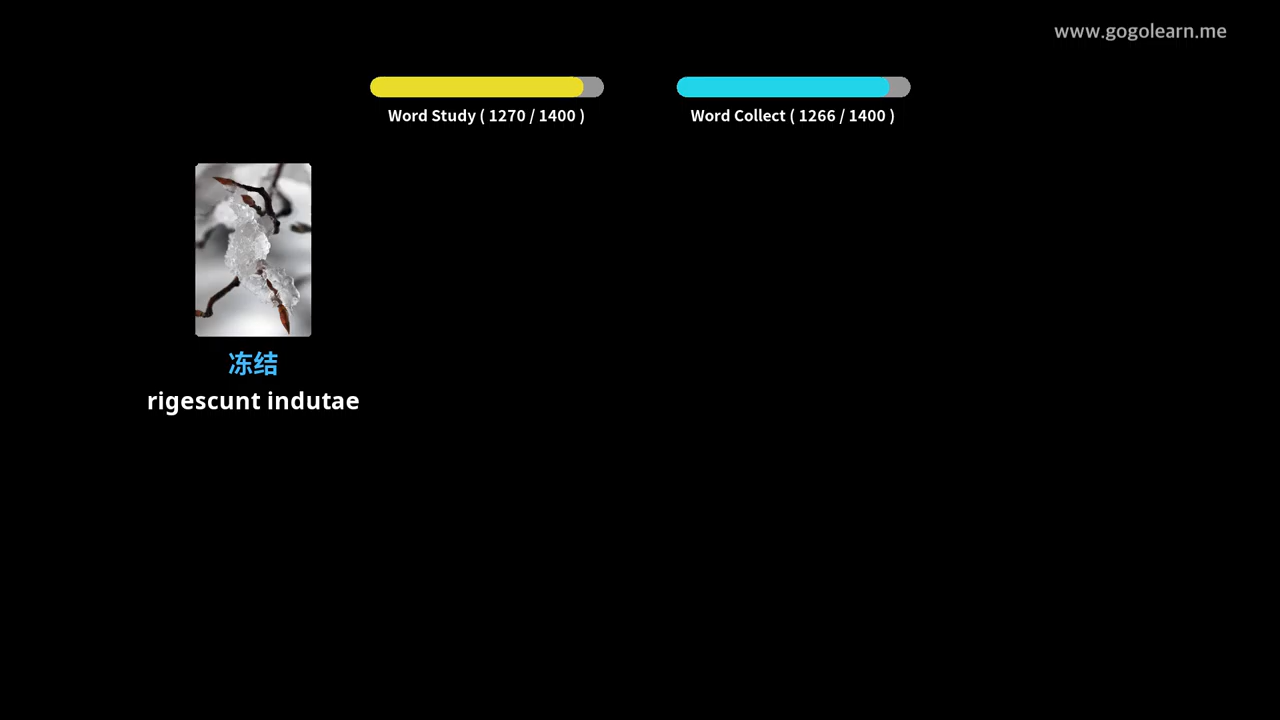 www.gogolearn.me
Word Study ( 1270 / 1400 )
Word Collect ( 1266 / 1400 )
冻结
rigescunt indutae